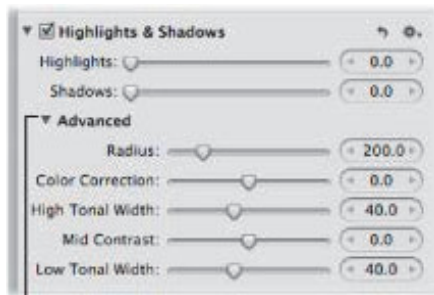 Highlights & Shadows
Highlights: 0.0
Shadows: 0.0
Advanced
Radius: 200.0
Color Correction: 0.0
High Tonal Width: 40.0
Mid Contrast: 0.0
Low Tonal Width: 40.0